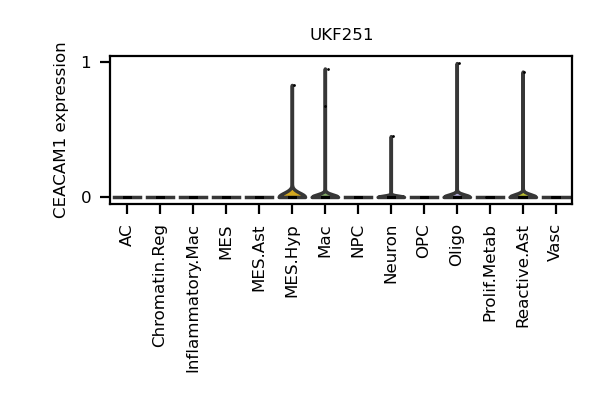 UKF251
CEACAM1 expression
1
0
AC
Chromatin.Reg
Inflammatory.Mac
MES
MES.Ast
MES.Hyp
Mac
NPC
Neuron
OPC
Oligo
Prolif.Metab
Reactive.Ast
Vasc